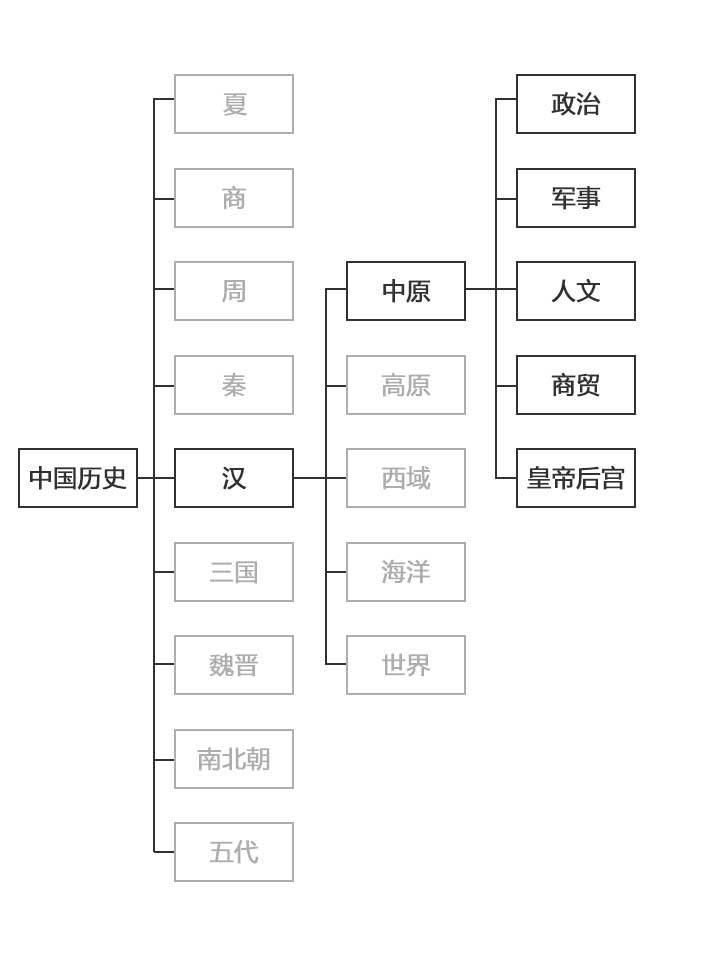 中国历史
夏
商
周
秦
汉
三国
魏晋
南北朝
五代
中原
高原
西域
海洋
世界
政治
军事
人文
商贸
皇帝后宫